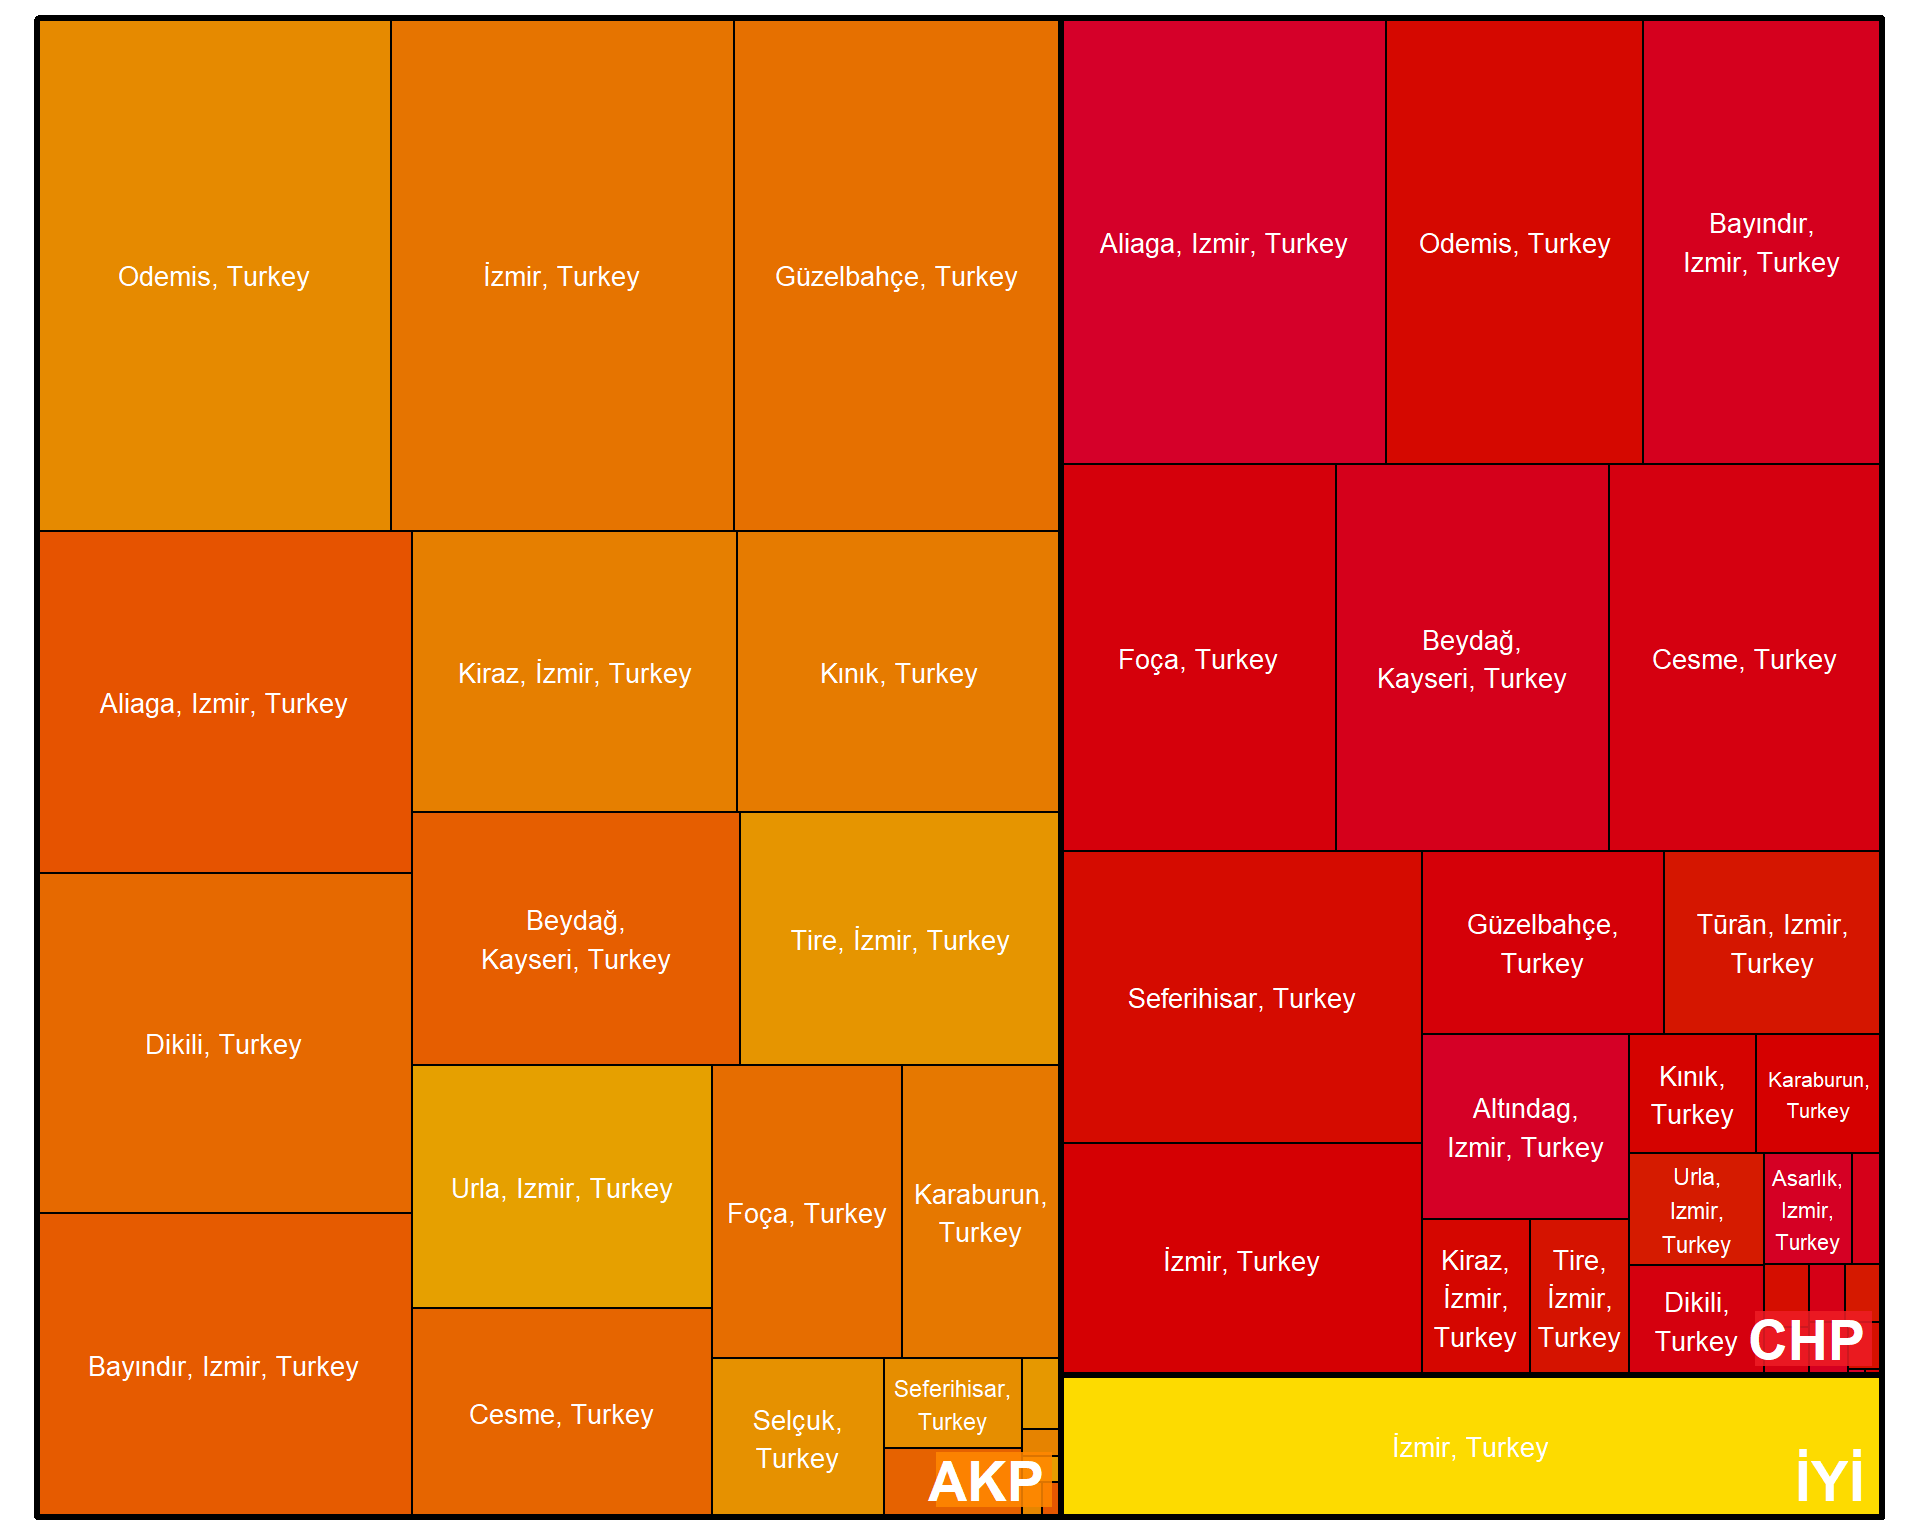 Odemis, Turkey
İzmir, Turkey
Güzelbahçe, Turkey
Aliaga, Izmir, Turkey
Kiraz, İzmir, Turkey
Kınık, Turkey
Beydağ,
Kayseri, Turkey
Tire, İzmir, Turkey
Dikili, Turkey
Urla, Izmir, Turkey
Foça, Turkey
Karaburun,
Turkey
Bayındır, Izmir, Turkey
Cesme, Turkey
Selçuk,
Turkey
Seferihisar,
Turkey
AKP
Aliaga, Izmir, Turkey
Odemis, Turkey
Bayındır,
Izmir, Turkey
Foça, Turkey
Beydağ,
Kayseri, Turkey
Cesme, Turkey
Seferihisar, Turkey
Güzelbahçe,
Turkey
Tūrān, Izmir,
Turkey
Altındag,
Izmir, Turkey
Kınık,
Turkey
Karaburun,
Turkey
Urla,
Izmir,
Turkey
Asarlık,
Izmir,
Turkey
İzmir, Turkey
Kiraz,
İzmir,
Turkey
Tire,
İzmir,
Turkey
Dikili,
Turkey
CHP
İzmir, Turkey
İYİ